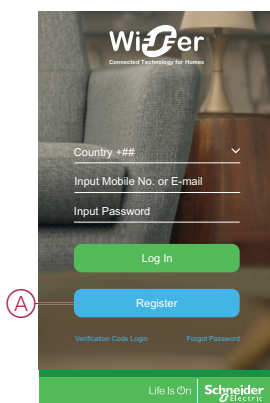 Wiser
Connected Technology for Homes
Country +##
Input Mobile No. or E-mail
Input Password
Log In
A
Register
Verification Code Login Forgot Password
Life Is On Schneider
Electric